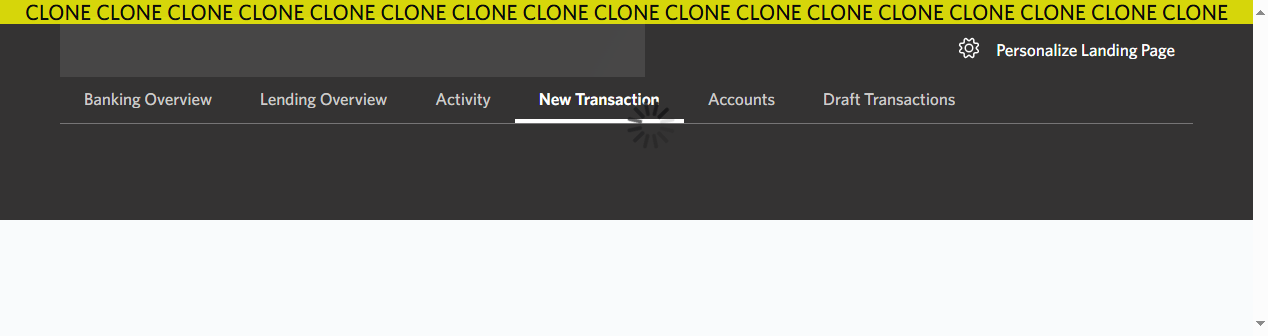 CLONE CLONE CLONE CLONE CLONE CLONE CLONE CLONE CLONE CLONE CLONE CLONE CLONE CLONE CLONE CLONE CLONE
Personalize Landing Page
Banking Overview Lending Overview Activity New Transaction Accounts Draft Transactions